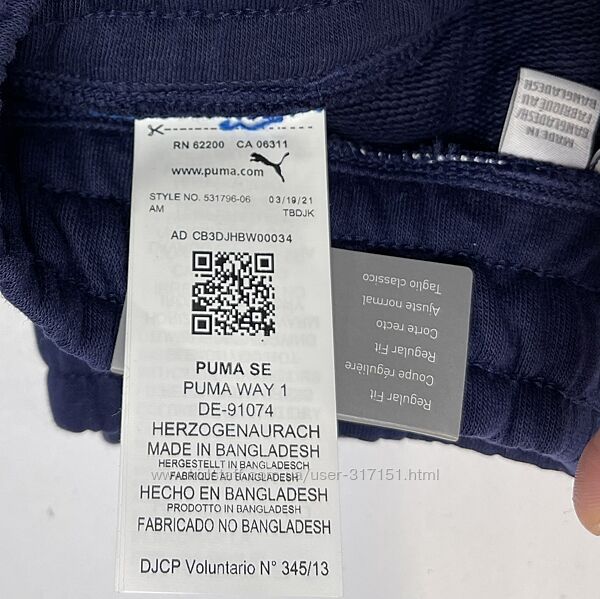 RN 62200 CA 06311
www.puma.com
STYLE NO. 531796-06 03/19/21
AM TBDJK
AD CB3DJHBW00034
PUMA SE
PUMA WAY 1
DE-91074
HERZOGENAURACH
MADE IN BANGLADESH
HERGESTELLT IN BANGLADESCH
FABRIQUÉ AU BANGLADESH
HECHO EN BANGLADESH
FABRICADO NO BANGLADESH
DJCP Voluntario N° 345/13
Regular Fit
Coupe régulière
Regular Fit
Corte recto
Ajuste normal
Taglio classico
MADE IN
BANGLADESH/
FABRIQUÉ AU
BANGLADESH
user-317151.html